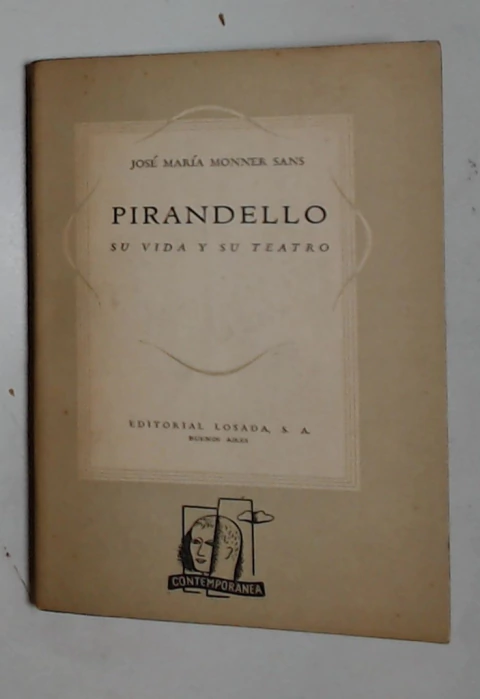 JOSÉ MARÍA MONNER SANS
PIRANDELLO
SU VIDA Y SU TEATRO
EDITORIAL LOSADA, S. A.
BUENOS AIRES
CONTEMPORANEA